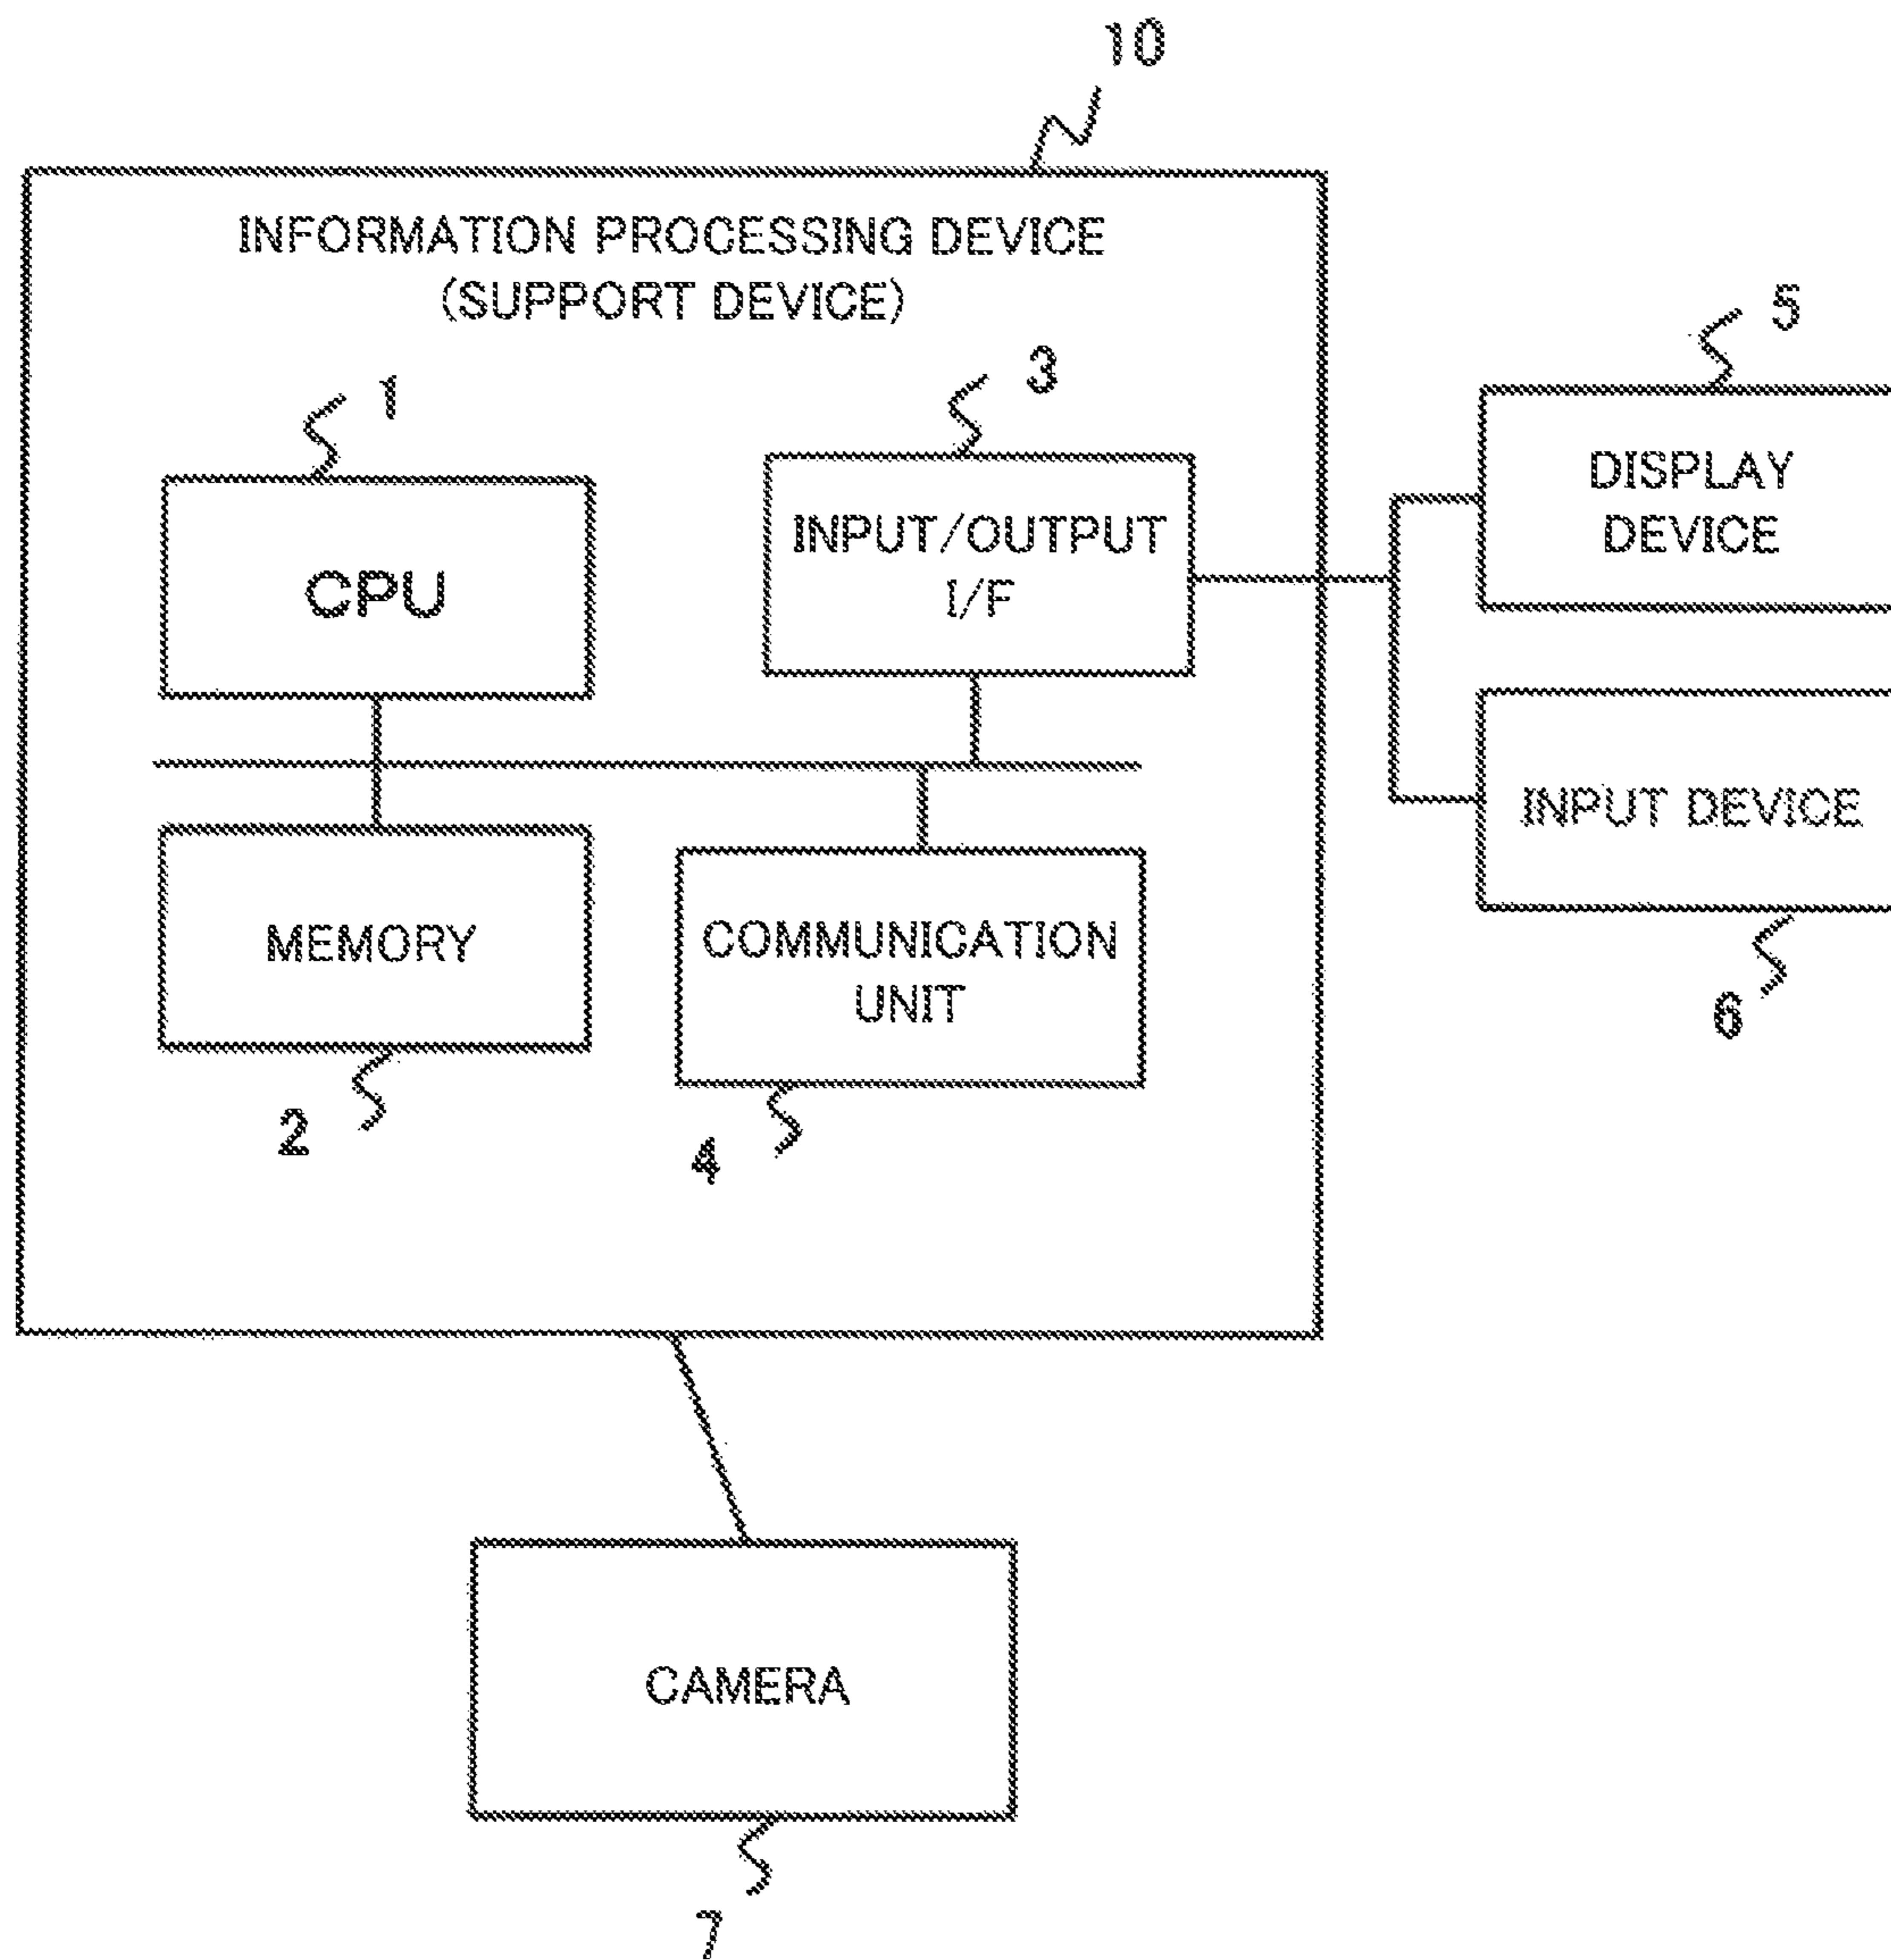 10
INFORMATION PROCESSING DEVICE
(SUPPORT DEVICE)
1
3
5
CPU
INPUT/OUTPUT
I/F
DISPLAY
DEVICE
INPUT DEVICE
MEMORY
COMMUNICATION
UNIT
2
4
6
CAMERA
7